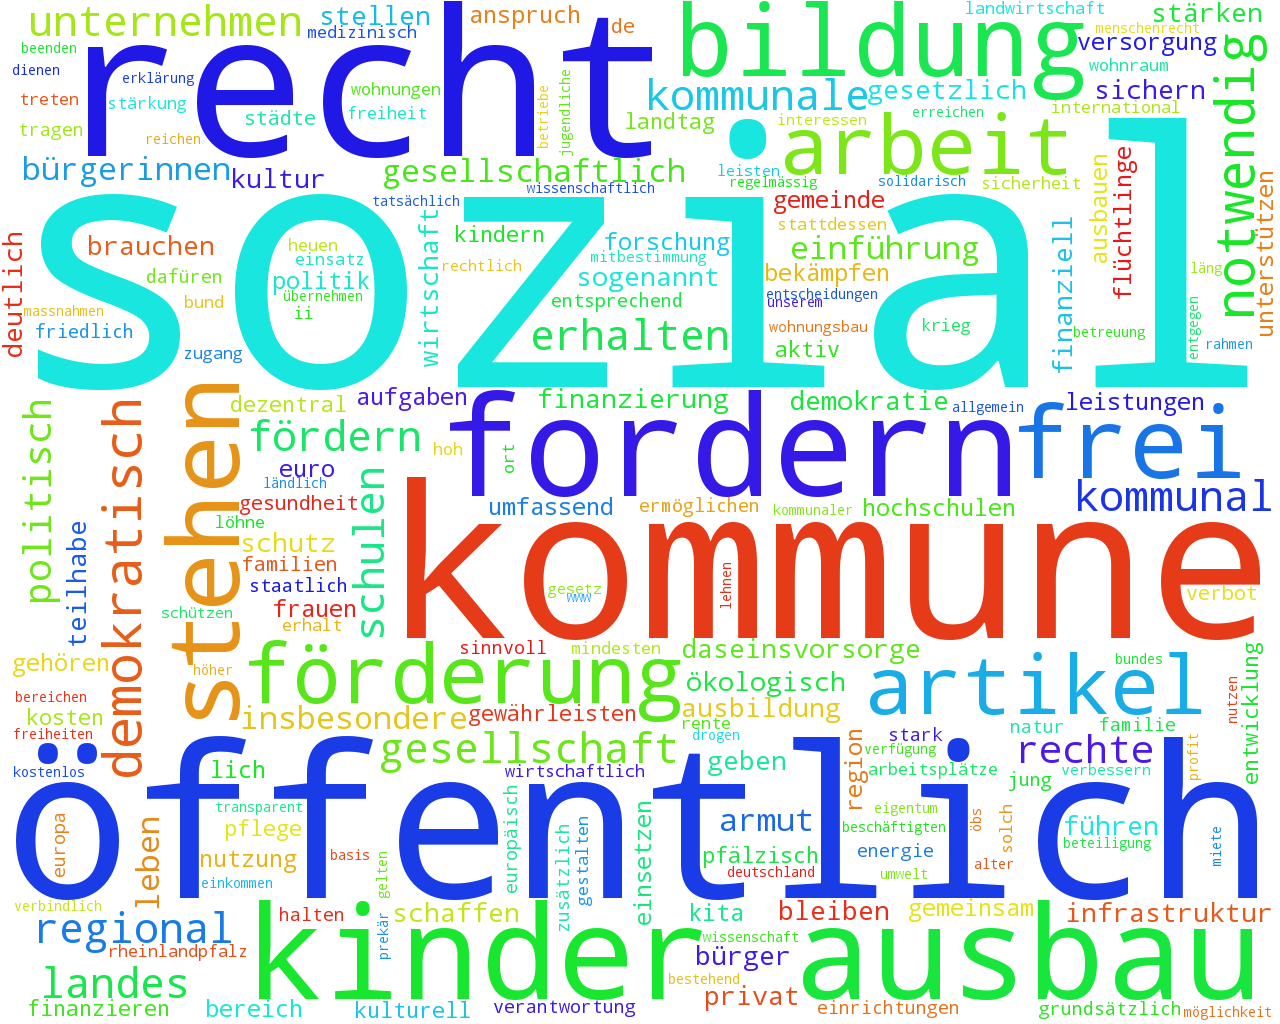 unternehmen
recht
stellen
medizinisch
anspruch
de
bildung
landwirtschaft
stärken
menschenrecht
versorgung
wohnraum
notwendig
beenden
dienen
erklärung
treten
stärkung
wohnungen
freiheit
städte
tragen
reichen
betriebe
jugendliche
kommunale
gesetzlich
sichern
erreichen
international
landtag
interessen
arbeit
bürgerinnen
kultur
gesellschaftlich
leisten
regelmässig
solidarisch
sicherheit
wissenschaftlich
tatsächlich
gemeinde
ausbauen
flüchtlinge
unterstützen
sozial
deutlich
brauchen
heuen
einsatz
politik
dafüren
übernehmen
bund
ii
massnahmen
friedlich
zugang
wirtschaft
kindern
rechtlich
forschung
mitbestimmung
sogenannt
entsprechend
erhalten
stattdessen
einführung
bekämpfen
entscheidungen
unserem
wohnungsbau
aktiv
krieg
finanziell
betreuung
läng
entgegen
rahmen
politisch
demokratisch
stehen
dezentral
aufgaben
fördern
hoh
ort
euro
ländlich
gesundheit
löhne
schulen
finanzierung
demokratie
allgemein
leistungen
fordern
frei
umfassend
ermöglichen
kommunaler
hochschulen
kommunal
teilhabe
schutz
familien
staatlich
schützen
frauen
erhalt
kommune
gesetz
www
lehnen
verbot
gehören
höher
bereichen
kosten
freiheiten
kostenlos
sinnvoll
mindesten
daseinsvorsorge
förderung
ökologisch
ausbildung
insbesondere
gewährleisten
rente
drogen
artikel
bundes
nutzen
entwicklung
natur
familie
öffentlich
lich
gesellschaft
wirtschaftlich
geben
region
stark
verfügung
rechte
arbeitsplätze
jung
verbessern
profit
transparent
pflege
europa
leben
nutzung
basis
einkommen
gelten
europäisch
zusätzlich
gestalten
einsetzen
armut
pfälzisch
deutschland
eigentum
beschäftigten
öbs
solch
energie
alter
umwelt
führen
beteiligung
miete
verbindlich
regional
rheinlandpfalz
halten
prekär
schaffen
kita
bleiben
gemeinsam
infrastruktur
kinder
wissenschaft
bürger
bestehend
ausbau
landes
finanzieren
bereich
kulturell
verantwortung
privat
einrichtungen
grundsätzlich
möglichkeit